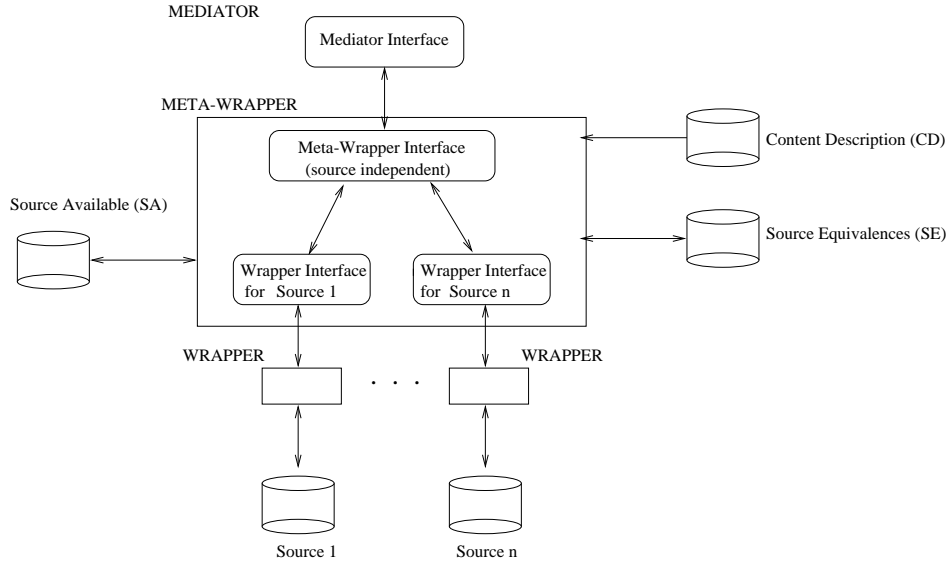 MEDIATOR
Mediator Interface
META-WRAPPER
Meta-Wrapper Interface
(source independent)
Content Description (CD)
Source Available (SA)
Source Equivalences (SE)
Wrapper Interface
for Source 1
Wrapper Interface
for Source n
WRAPPER
WRAPPER
. . .
Source 1
Source n